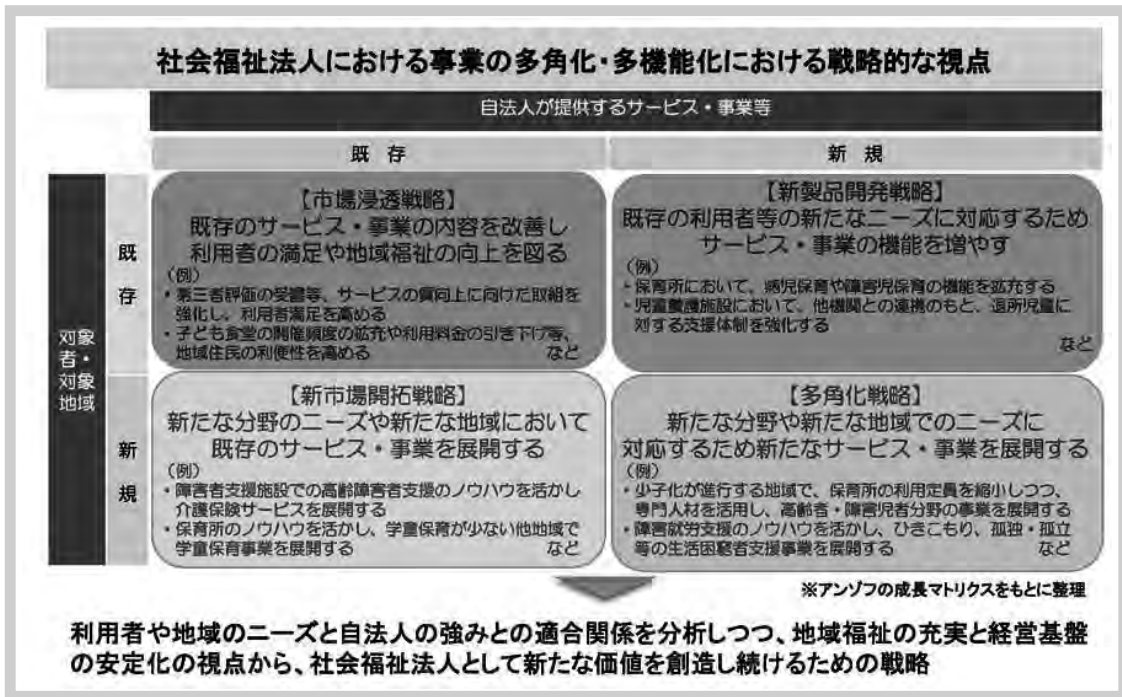 社会福祉法人における事業の多角化・多機能化における戦略的な視点
自法人が提供するサービス・事業等
既 存
新 規
対象
者・
対象
地域
既
存
【市場浸透戦略】
既存のサービス・事業の内容を改善し
利用者の満足や地域福祉の向上を図る
(例)
・第三者評価の受審等、サービスの質向上に向けた取組を
強化し、利用者満足を高める
・子ども食堂の開催頻度の拡充や利用料金の引き下げ等、
地域住民の利便性を高める など
【新製品開発戦略】
既存の利用者等の新たなニーズに対応するため
サービス・事業の機能を増やす
(例)
・保育所において、病児保育や障害児保育の機能を拡充する
・児童養護施設において、他機関との連携のもと、退所児童に
対する支援体制を強化する
など
新
規
【新市場開拓戦略】
新たな分野のニーズや新たな地域において
既存のサービス・事業を展開する
(例)
・障害者支援施設での高齢障害者支援のノウハウを活かし
介護保険サービスを展開する
・保育所のノウハウを活かし、学童保育が少ない他地域で
学童保育事業を展開する など
【多角化戦略】
新たな分野や新たな地域でのニーズに
対応するため新たなサービス・事業を展開する
(例)
・少子化が進行する地域で、保育所の利用定員を縮小しつつ、
専門人材を活用し、高齢者・障害児者分野の事業を展開する
・障害就労支援のノウハウを活かし、ひきこもり、孤独・孤立
等の生活困窮者支援事業を展開する など
※アンゾフの成長マトリクスをもとに整理
利用者や地域のニーズと自法人の強みとの適合関係を分析しつつ、地域福祉の充実と経営基盤
の安定化の視点から、社会福祉法人として新たな価値を創造し続けるための戦略